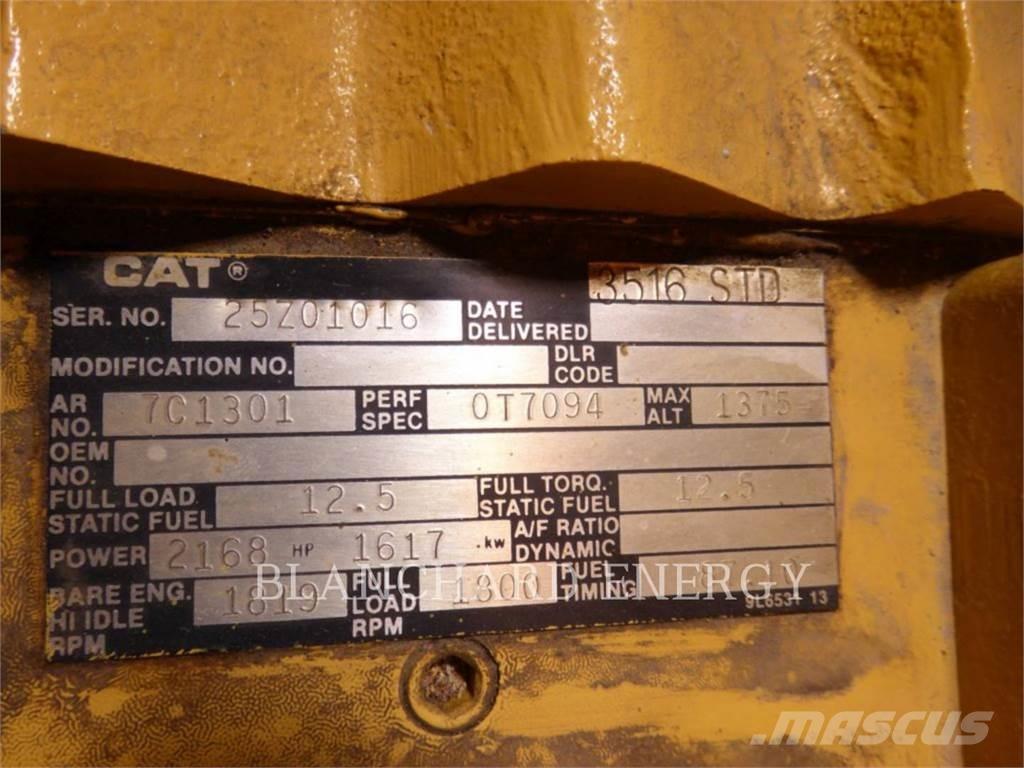 CAT®
3516 STD
SER. NO. 25Z01016 DATE DELIVERED
MODIFICATION NO. DLR CODE
AR NO. 7C1301 PERF SPEC 0T7094 MAX ALT 1375
OEM NO.
FULL LOAD STATIC FUEL 12.5 FULL TORQ. STATIC FUEL 12.5
POWER 2168 HP 1617 .kw A/F RATIO DYNAMIC
BARE ENG. HI IDLE RPM 1819 FULL LOAD RPM 1800 FUEL TIMING
9L6531 13
BLANCHARD ENERGY
MASCUS